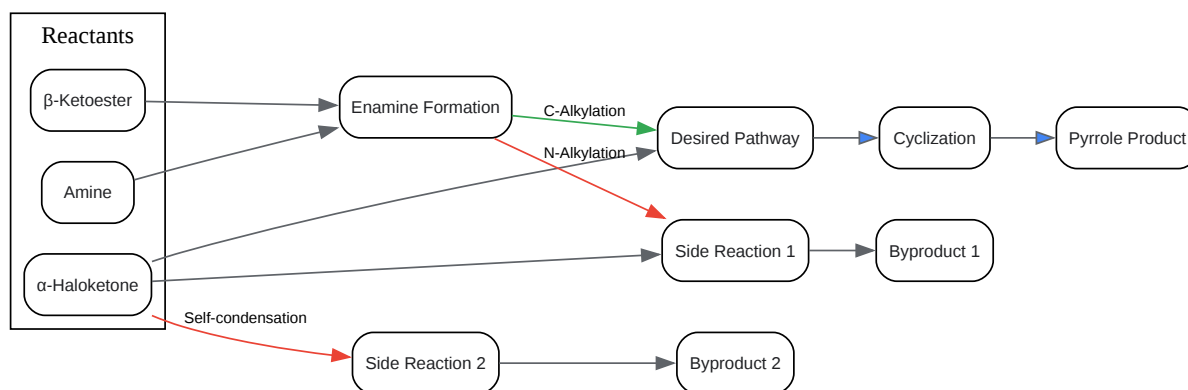 Reactants
β-Ketoester
Amine
α-Haloketone
Enamine Formation
C-Alkylation
N-Alkylation
Self-condensation
Desired Pathway
Cyclization
Pyrrole Product
Side Reaction 1
Byproduct 1
Side Reaction 2
Byproduct 2